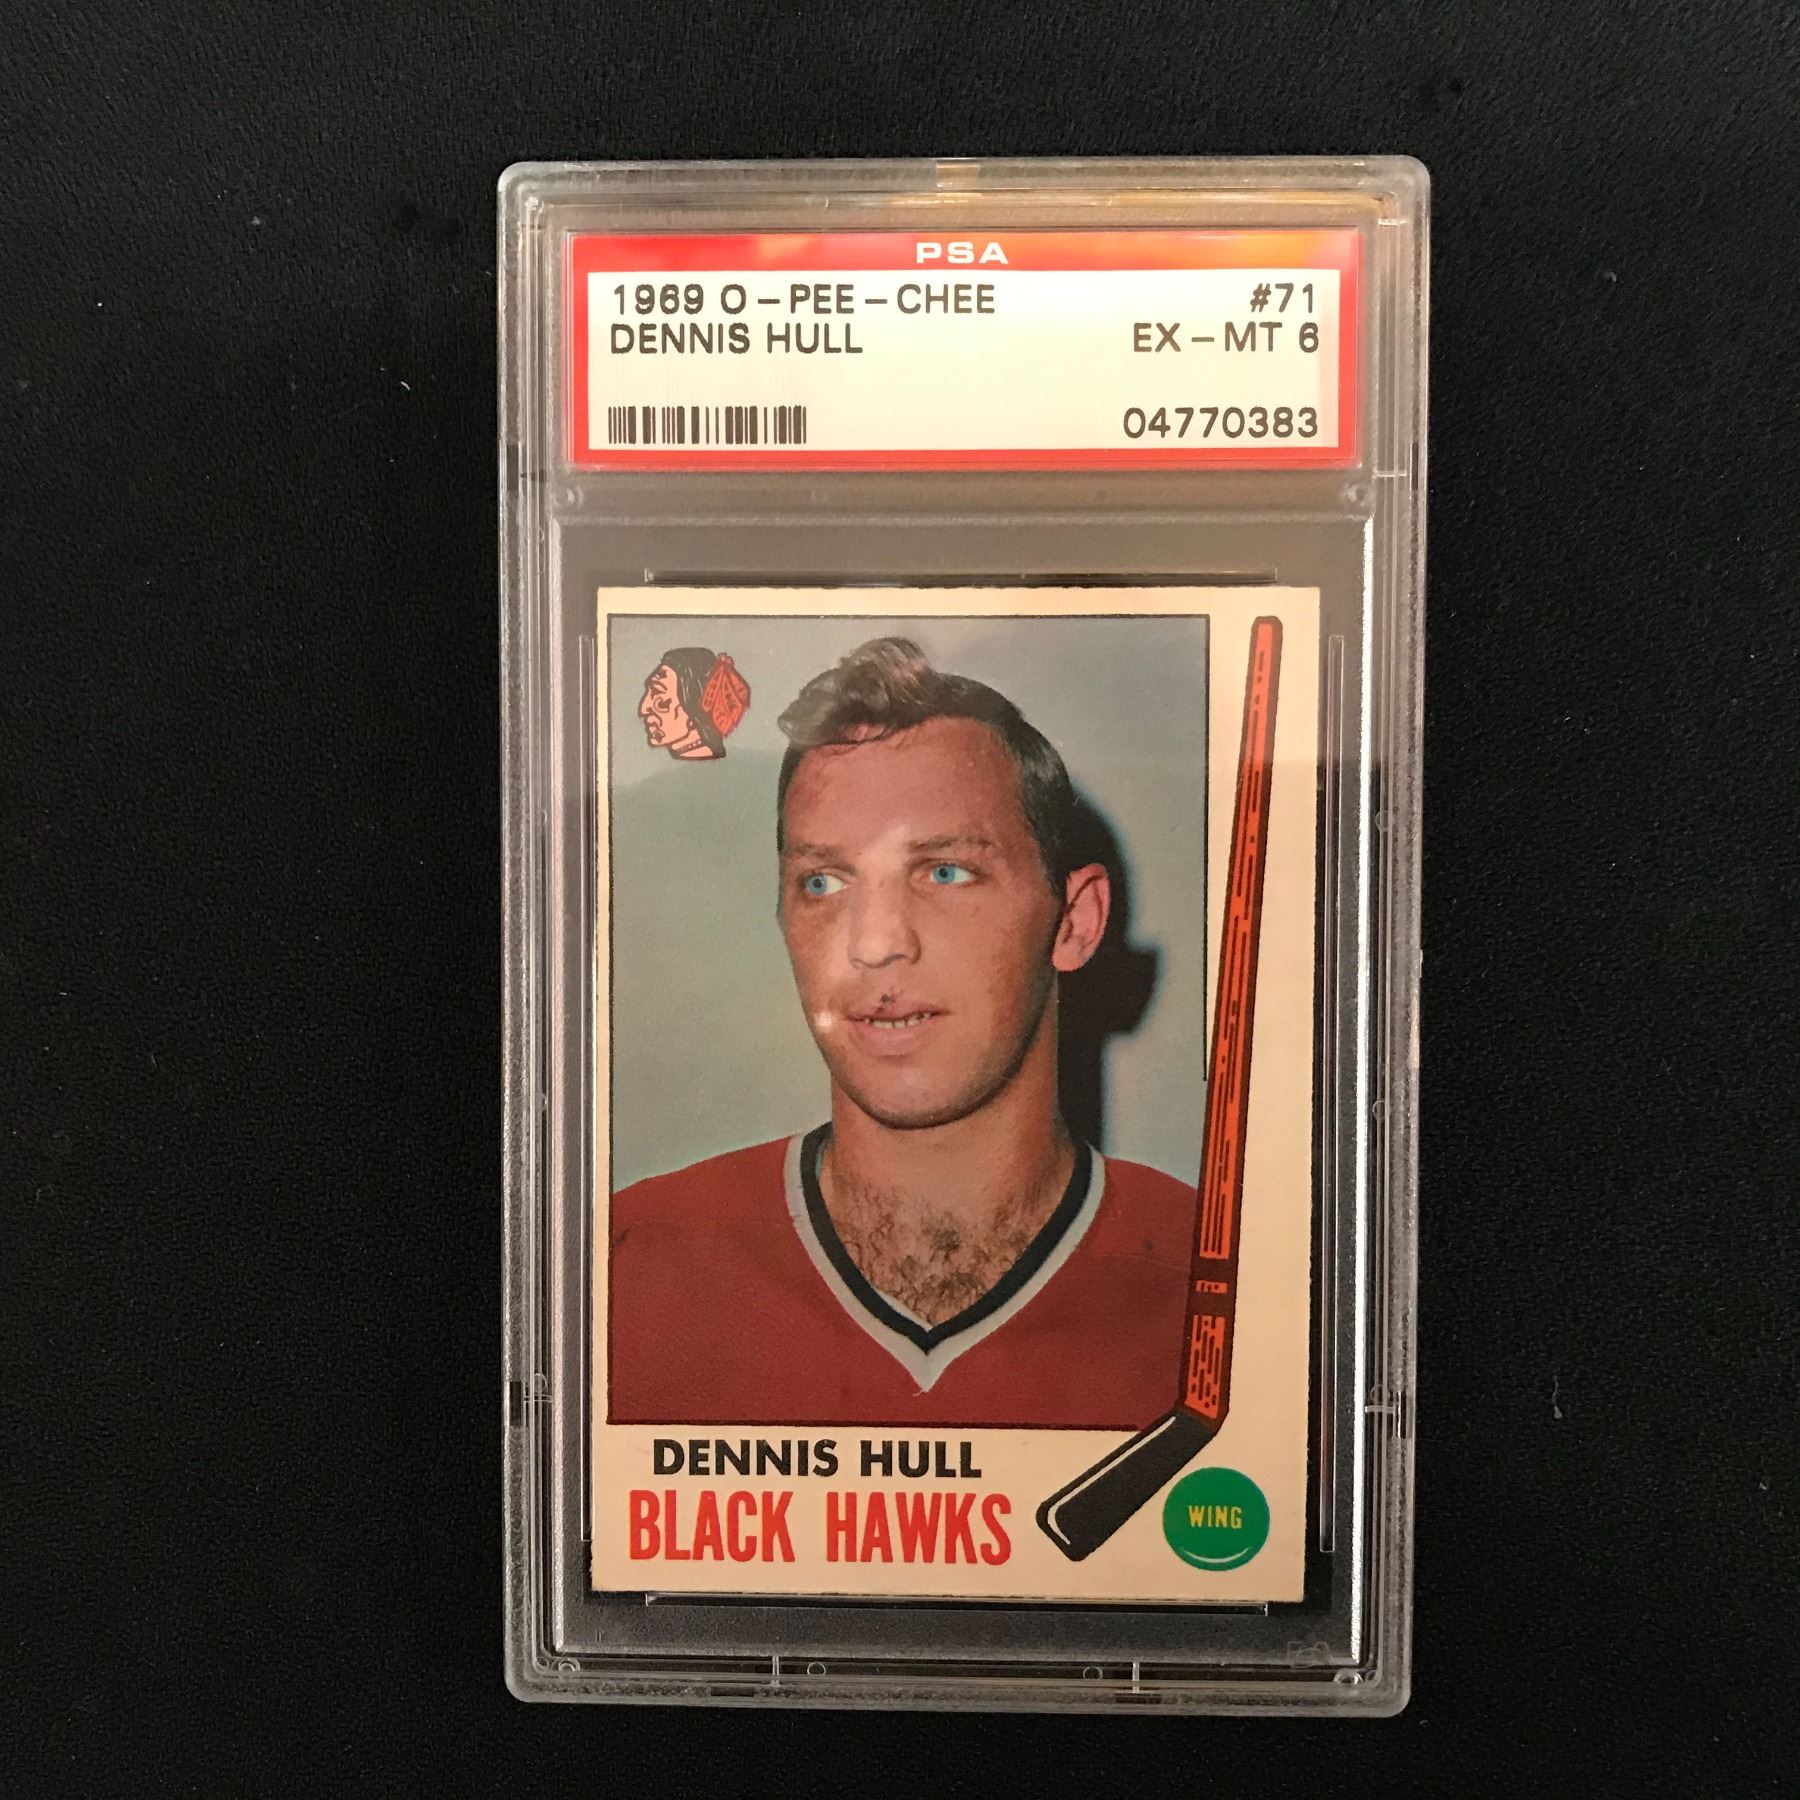 PSA
1969 O-PEE-CHEE #71
DENNIS HULL EX-MT 6
04770383
DENNIS HULL
BLACK HAWKS
WING